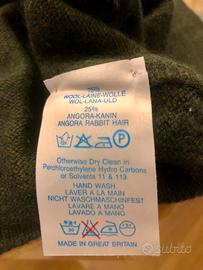 WOOL-LAINE-WOLLE
WOL-LANA-ULD
25%
ANGORA-KANIN
ANGORA RABBIT HAIR
P
Otherwise Dry Clean in
Perchloroethylene Hydro Carbons
or Solvents 11 & 113
HAND WASH
LAVER A LA MAIN
NICHT WASCHMASCHINFEST
LAVARE A MANO
LAVADO A MANO
MADE IN GREAT BRITAIN
subito